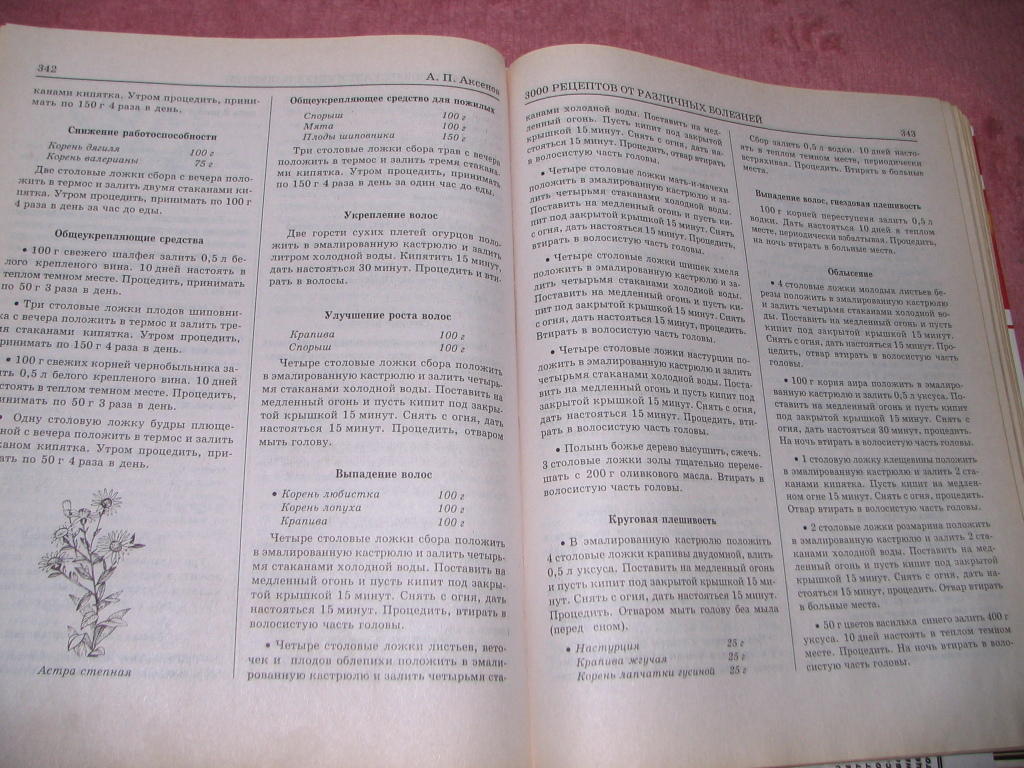 342
А. П. Аксенов
канами кипятка. Утром процедить, прини-
мать по 150 г 4 раза в день.
Снижение работоспособности
Корень дягиля 100 г
Корень валерианы 75 г
Две столовые ложки сбора с вечера поло-
жить в термос и залить двумя стаканами ки-
пятка. Утром процедить, принимать по 100 г
4 раза в день за час до еды.
Общеукрепляющие средства
• 100 г свежего шалфея залить 0,5 л бе-
лого крепленого вина. 10 дней настоять в
теплом темном месте. Процедить, принимать
по 50 г 3 раза в день.
• Три столовые ложки плодов шиповни-
ка с вечера положить в термос и залить тре-
мя стаканами кипятка. Утром процедить,
принимать по 150 г 4 раза в день.
• 100 г свежих корней чернобыльника за-
ть 0,5 л белого крепленого вина. 10 дней
стоять в теплом темном месте. Процедить,
инимать по 50 г 3 раза в день.
• Одну столовую ложку будры плюще-
ной с вечера положить в термос и залить
каном кипятка. Утром процедить, при-
ать по 50 г 4 раза в день.
Астра степная
Общеукрепляющее средство для пожилых
Спорыш 100 г
Мята 100 г
Плоды шиповника 150 г
Три столовые ложки сбора трав с вечера
положить в термос и залить тремя стакана-
ми кипятка. Утром процедить, принимать
по 150 г 4 раза в день за один час до еды.
Укрепление волос
Две горсти сухих плетей огурцов поло-
жить в эмалированную кастрюлю и залить
литром холодной воды. Кипятить 15 минут,
дать настояться 30 минут. Процедить и вти-
рать в волосы.
Улучшение роста волос
Крапива 100 г
Спорыш 100 г
Четыре столовые ложки сбора положить
в эмалированную кастрюлю и залить четырь-
мя стаканами холодной воды. Поставить на
медленный огонь и пусть кипит под закры-
той крышкой 15 минут. Снять с огня, дать
настояться 15 минут. Процедить, отваром
мыть голову.
Выпадение волос
• Корень любистка 100 г
Корень лопуха 100 г
Крапива 100 г
Четыре столовые ложки сбора положить
в эмалированную кастрюлю и залить четырь-
мя стаканами холодной воды. Поставить на
медленный огонь и пусть кипит под закры-
той крышкой 15 минут. Снять с огня, дать
настояться 15 минут. Процедить, втирать в
волосистую часть головы.
• Четыре столовые ложки листьев, вето-
чек и плодов облепихи положить в эмали-
рованную кастрюлю и залить четырьмя ста-
3000 РЕЦЕПТОВ ОТ РАЗЛИЧНЫХ БОЛЕЗНЕЙ
343
канами холодной воды. Поставить на мед-
ленный огонь. Пусть кипит под закрытой
крышкой 15 минут. Снять с огня, дать на-
стояться 15 минут. Процедить, отвар втирать
в волосистую часть головы.
• Четыре столовые ложки мать-и-мачехи
положить в эмалированную кастрюлю и за-
лить четырьмя стаканами холодной воды.
Поставить на медленный огонь и пусть ки-
пит под закрытой крышкой 15 минут. Снять
с огня, дать настояться 15 минут. Процедить,
втирать в волосистую часть головы.
• Четыре столовые ложки шишек хмеля
положить в эмалированную кастрюлю и за-
лить четырьмя стаканами холодной воды.
Поставить на медленный огонь и пусть ки-
пит под закрытой крышкой 15 минут. Снять
с огня, дать настояться 15 минут, процедить.
Втирать в волосистую часть головы.
• Четыре столовые ложки настурции по-
ложить в эмалированную кастрюлю и залить
четырьмя стаканами холодной воды. Поста-
вить на медленный огонь и пусть кипит под
закрытой крышкой 15 минут. Снять с огня,
дать настояться 15 минут. Процедить, вти-
рать в волосистую часть головы.
• Полынь божье дерево высушить, сжечь.
3 столовые ложки золы тщательно переме-
шать с 200 г оливкового масла. Втирать в
волосистую часть головы.
Круговая плешивость
• В эмалированную кастрюлю положить
4 столовые ложки крапивы двудомной, влить
0,5 л уксуса. Поставить на медленный огонь
и пусть кипит под закрытой крышкой 15 ми-
нут. Снять с огня, дать настояться 15 минут.
Процедить. Отваром мыть голову без мыла
(перед сном).
• Настурция 25 г
Крапива жгучая 25 г
Корень лапчатки гусиной 25 г
Сбор залить 0,5 л водки. 10 дней насто-
ять в теплом темном месте, периодически
встряхивая. Процедить. Втирать в больные
места.
Выпадение волос, гнездовая плешивость
100 г корней переступеня залить 0,5 л
водки. Дать настояться 10 дней в теплом
месте, периодически взбалтывая. Процедить,
на ночь втирать в больные места.
Облысение
• 4 столовые ложки молодых листьев бе-
резы положить в эмалированную кастрюлю
и залить четырьмя стаканами холодной во-
ды. Поставить на медленный огонь и пусть
кипит под закрытой крышкой 15 минут.
Снять с огня, дать настояться 15 минут. Про-
цедить, отвар втирать в волосистую часть
головы.
• 100 г корня аира положить в эмалиро-
ванную кастрюлю и залить 0,5 л уксуса. По-
ставить на медленный огонь и пусть кипит
под закрытой крышкой 15 минут. Снять с
огня, дать настояться 30 минут, процедить.
На ночь втирать в волосистую часть головы.
• 1 столовую ложку клещевины положить
в эмалированную кастрюлю и залить 2 ста-
канами кипятка. Пусть кипит на медлен-
ном огне 15 минут. Снять с огня, процедить.
Отвар втирать в волосистую часть головы.
• 2 столовые ложки розмарина положить
в эмалированную кастрюлю и залить 2 ста-
канами холодной воды. Поставить на мед-
ленный огонь и пусть кипит под закрытой
крышкой 15 минут. Снять с огня, дать на-
стояться 15 минут, процедить. Отвар втирать
в больные места.
• 50 г цветов василька синего залить 400 г
уксуса. 10 дней настоять в теплом темном
месте. Процедить. На ночь втирать в воло-
систую часть головы.